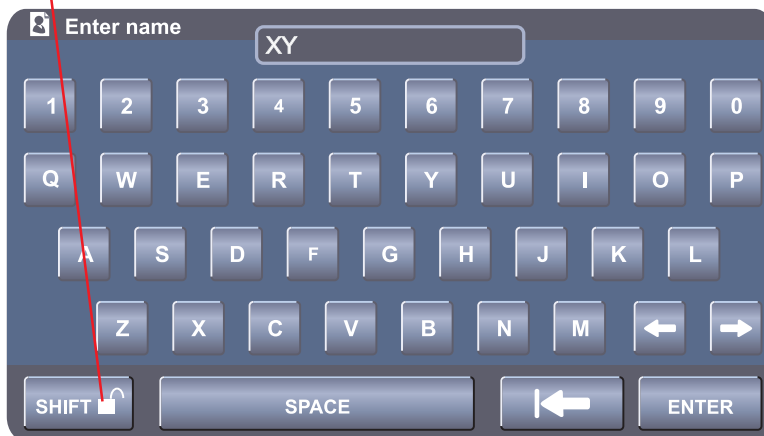 Enter name
XY
1 2 3 4 5 6 7 8 9 0
Q W E R T Y U I O P
A S D F G H J K L
Z X C V B N M
SHIFT SPACE ENTER